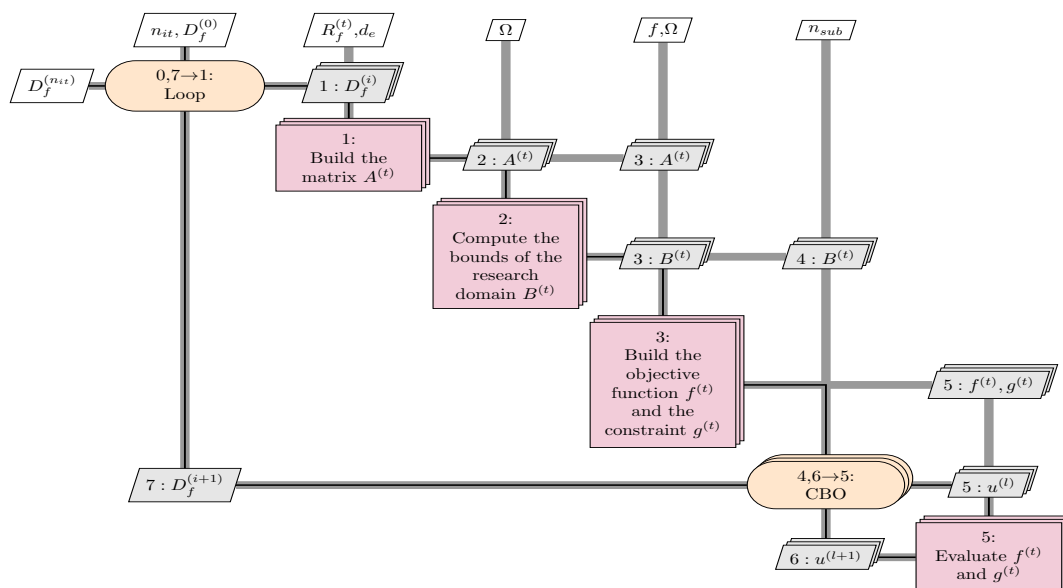 n_{it}, D_f^{(0)}
R_f^{(t)}, d_e
Ω
f,Ω
n_{sub}
D_f^{(n_{it})}
0,7→1:
Loop
1 : D_f^{(i)}
1:
Build the
matrix A^{(t)}
2 : A^{(t)}
3 : A^{(t)}
2:
Compute the
bounds of the
research
domain B^{(t)}
3 : B^{(t)}
4 : B^{(t)}
3:
Build the
objective
function f^{(t)}
and the
constraint g^{(t)}
5 : f^{(t)}, g^{(t)}
7 : D_f^{(i+1)}
4,6→5:
CBO
5 : u^{(l)}
6 : u^{(l+1)}
5:
Evaluate f^{(t)}
and g^{(t)}